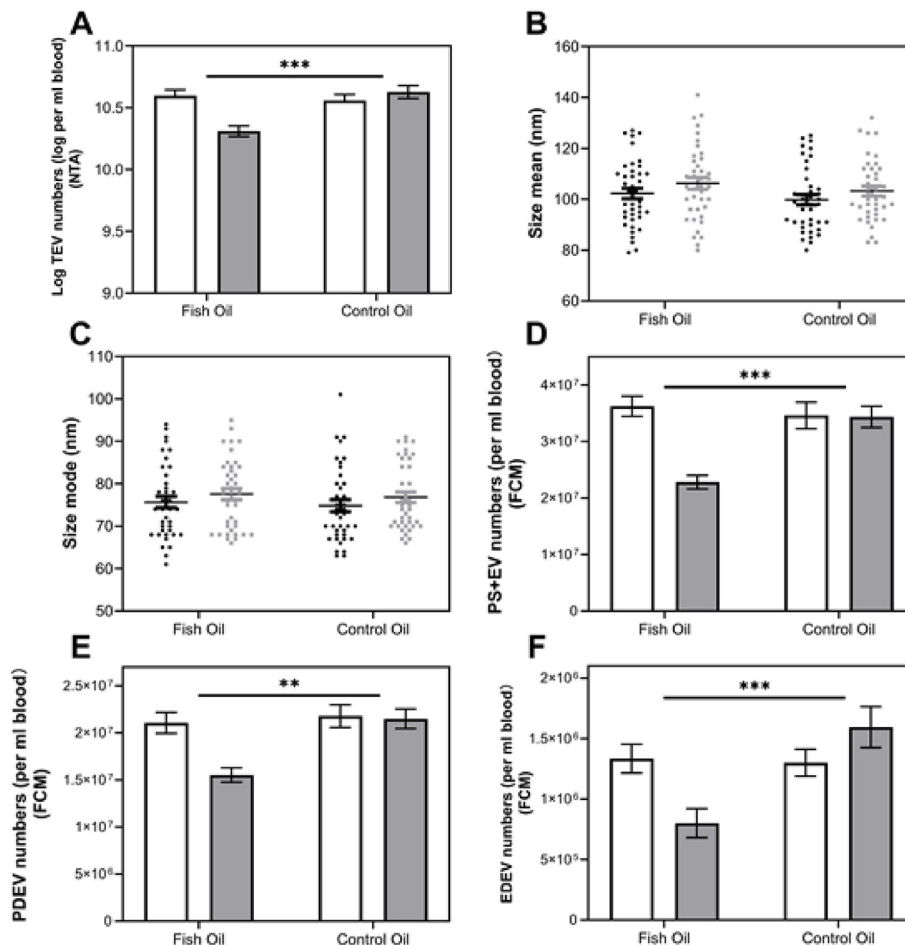 A
Log TEV numbers (log per ml blood)
(NTA)
11.0
10.5
10.0
9.5
9.0
***
Fish Oil
Control Oil
B
Size mean (nm)
160
140
120
100
80
60
Fish Oil
Control Oil
C
Size mode (nm)
110
100
90
80
70
60
50
Fish Oil
Control Oil
D
PS+EV numbers (per ml blood)
(FCM)
4×10⁷
3×10⁷
2×10⁷
1×10⁷
0
***
Fish Oil
Control Oil
E
PDEV numbers (per ml blood)
(FCM)
2.5×10⁷
2×10⁷
1.5×10⁷
1×10⁷
5×10⁶
0
**
Fish Oil
Control Oil
F
EDEV numbers (per ml blood)
(FCM)
2×10⁶
1.5×10⁶
1×10⁶
5×10⁵
0
***
Fish Oil
Control Oil